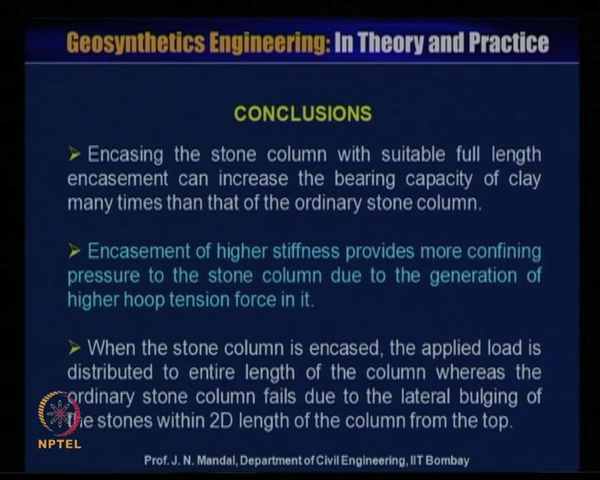 Geosynthetics Engineering: In Theory and Practice
CONCLUSIONS
➢ Encasing the stone column with suitable full length
encasement can increase the bearing capacity of clay
many times than that of the ordinary stone column.
➢ Encasement of higher stiffness provides more confining
pressure to the stone column due to the generation of
higher hoop tension force in it.
➢ When the stone column is encased, the applied load is
distributed to entire length of the column whereas the
ordinary stone column fails due to the lateral bulging of
the stones within 2D length of the column from the top.
NPTEL
Prof. J. N. Mandal, Department of Civil Engineering, IIT Bombay